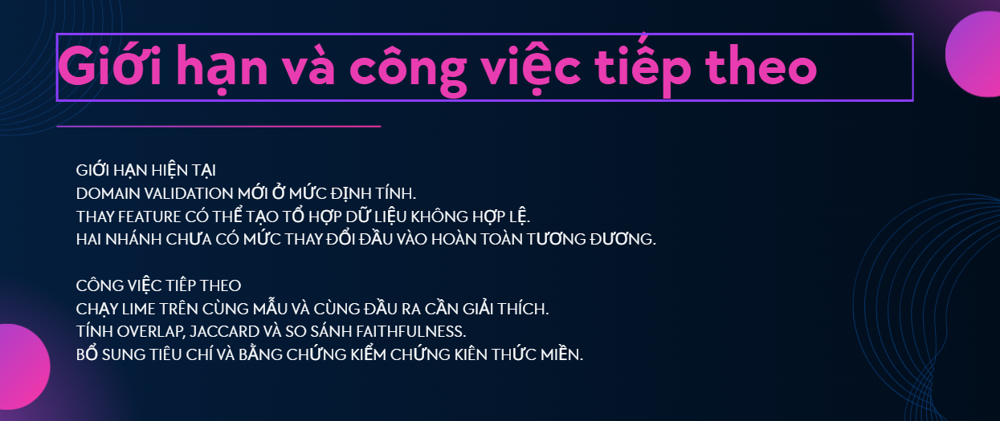 Giới hạn và công việc tiếp theo
GIỚI HẠN HIỆN TẠI
DOMAIN VALIDATION MỚI Ở MỨC ĐỊNH TÍNH.
THAY FEATURE CÓ THỂ TẠO TỔ HỢP DỮ LIỆU KHÔNG HỢP LỆ.
HAI NHÁNH CHƯA CÓ MỨC THAY ĐỔI ĐẦU VÀO HOÀN TOÀN TƯƠNG ĐƯƠNG.
CÔNG VIỆC TIẾP THEO
CHẠY LIME TRÊN CÙNG MẪU VÀ CÙNG ĐẦU RA CẦN GIẢI THÍCH.
TÍNH OVERLAP, JACCARD VÀ SO SÁNH FAITHFULNESS.
BỔ SUNG TIÊU CHÍ VÀ BẰNG CHỨNG KIỂM CHỨNG KIẾN THỨC MIỀN.